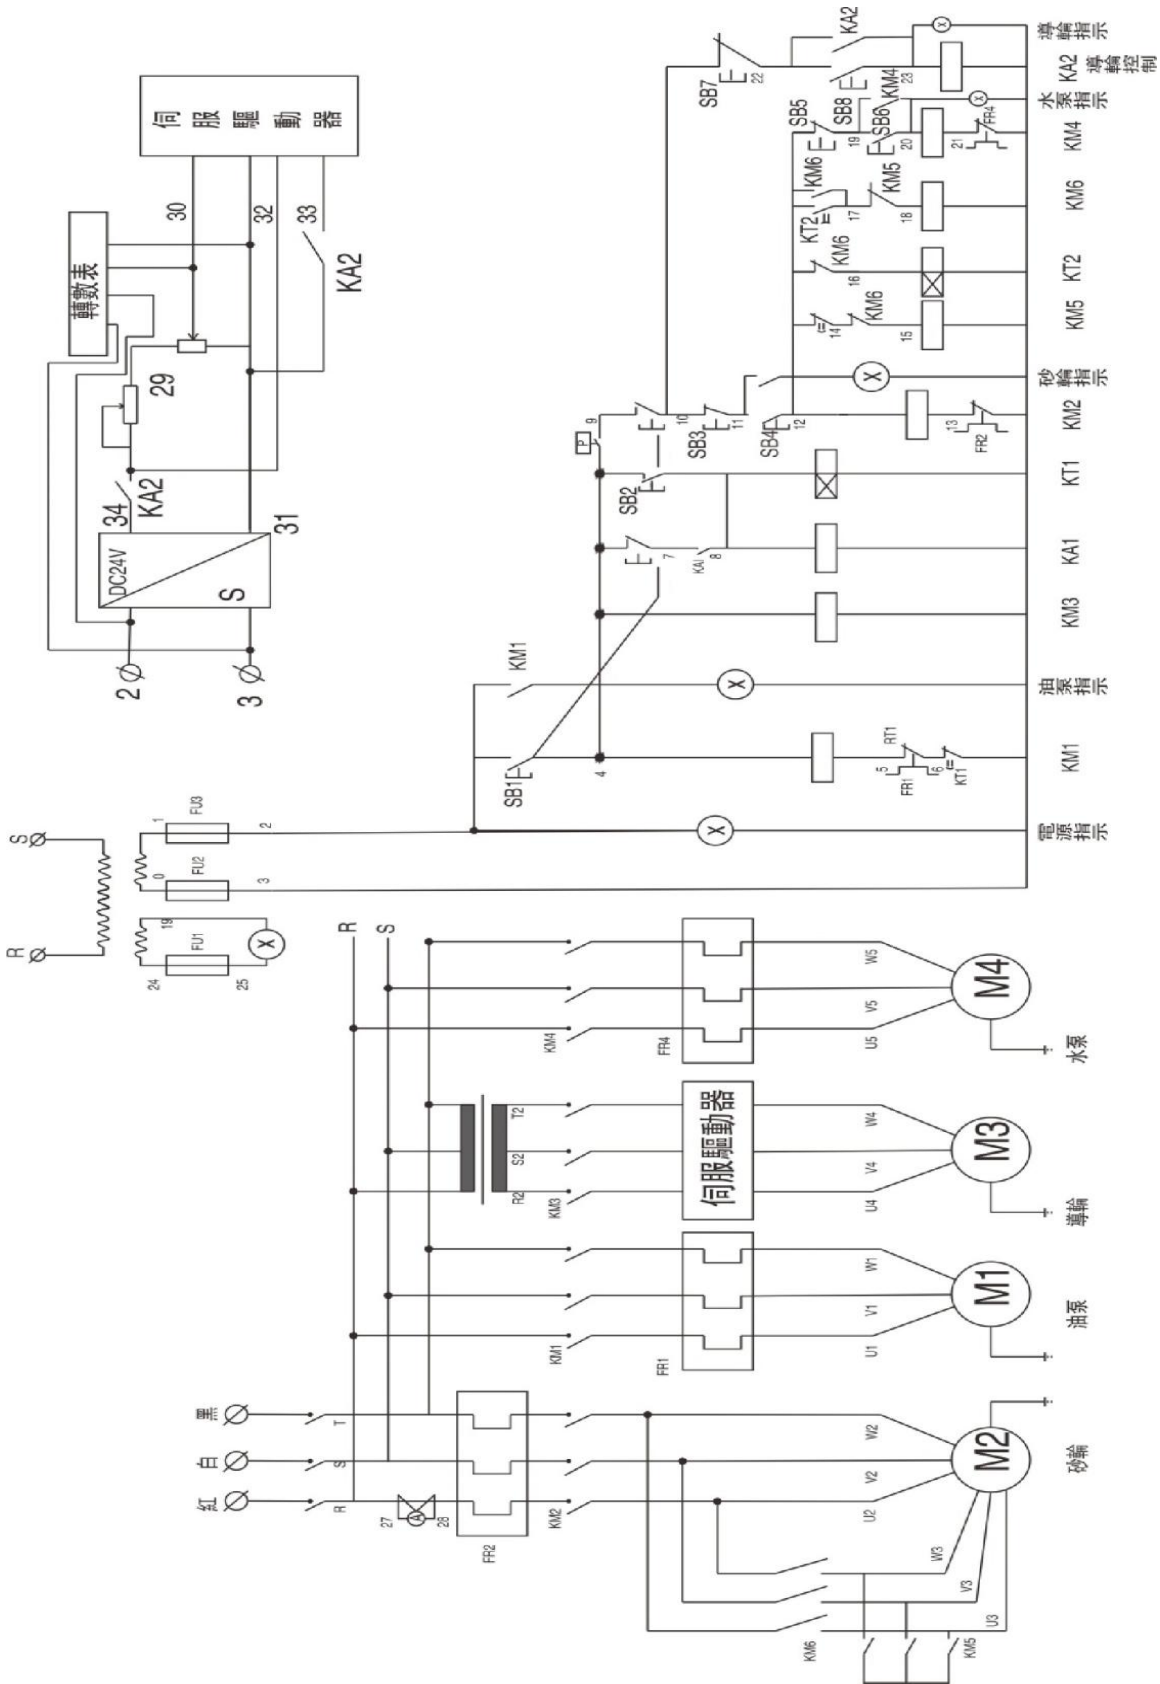 伺服驅動器
轉數表
30
32
33
KA2
29
34
KA2
31
DC24V
S
2
3
KA2
SB7
22
KM4
23
SB5
SB8
19
SB6
20
FR4
21
KM6
KT2
17
KM5
18
KM6
16
14
KM6
15
9
P
10
SB3
11
SB4
12
13
FR2
SB2
7
KAI
8
KM1
SB1
4
RT1
5
FR1
6
KT1
X
X
X
X
X
導輪指示
KA2
導輪控制
水泵指示
KM4
KM6
KT2
KM5
砂輪指示
KM2
KT1
KA1
KM3
油泵指示
KM1
電源指示
R
S
1
FU3
2
0
FU2
3
19
FU1
24
25
X
R
S
KM4
FR4
W5
V5
U5
M4
水泵
T2
S2
R2
KM3
伺服驅動器
W4
V4
U4
M3
導輪
KM1
FR1
W1
V1
U1
M1
油泵
黑
白
紅
T
S
R
27
A
28
FR2
KM2
W2
V2
U2
M2
砂輪
W3
V3
U3
KM6
KM5